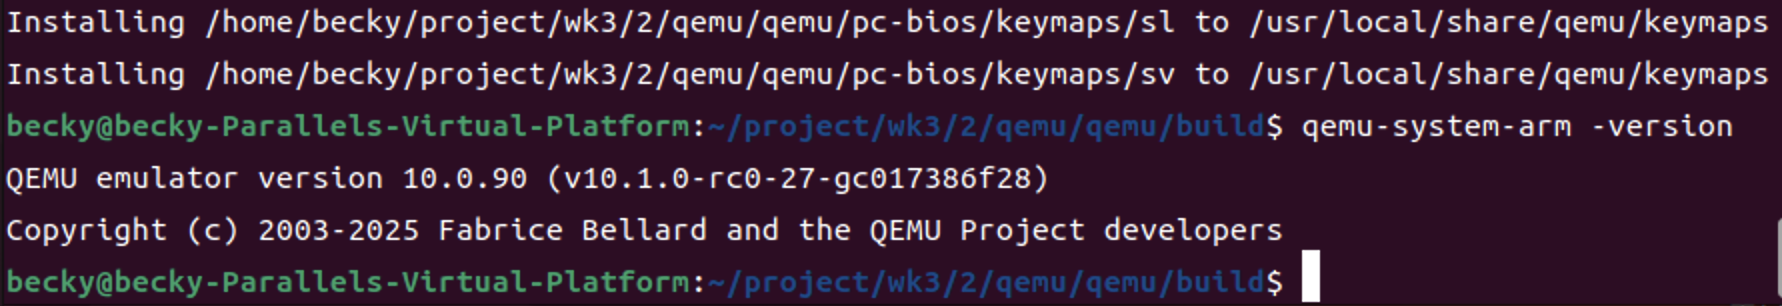 Installing /home/becky/project/wk3/2/qemu/qemu/pc-bios/keymaps/sl to /usr/local/share/qemu/keymaps
Installing /home/becky/project/wk3/2/qemu/qemu/pc-bios/keymaps/sv to /usr/local/share/qemu/keymaps
becky@becky-Parallels-Virtual-Platform:~/project/wk3/2/qemu/qemu/build$ qemu-system-arm -version
QEMU emulator version 10.0.90 (v10.1.0-rc0-27-gc017386f28)
Copyright (c) 2003-2025 Fabrice Bellard and the QEMU Project developers
becky@becky-Parallels-Virtual-Platform:~/project/wk3/2/qemu/qemu/build$